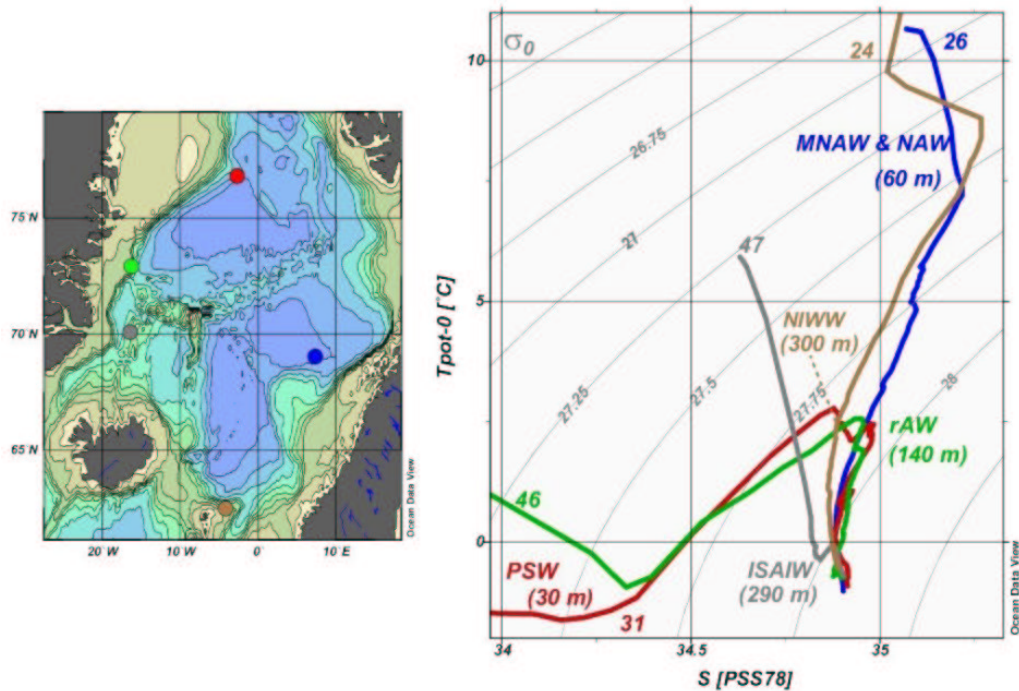 75˚N
70˚N
65˚N
20˚W
10˚W
0˚
10˚E
Ocean Data View
σ0
Tpot-0 [˚C]
10
5
0
34
34.5
35
S [PSS78]
26.75
27
27.25
27.5
27.75
28
24
26
MNAW & NAW
(60 m)
47
NIWW
(300 m)
rAW
(140 m)
46
PSW
(30 m)
31
ISAIW
(290 m)
Ocean Data View